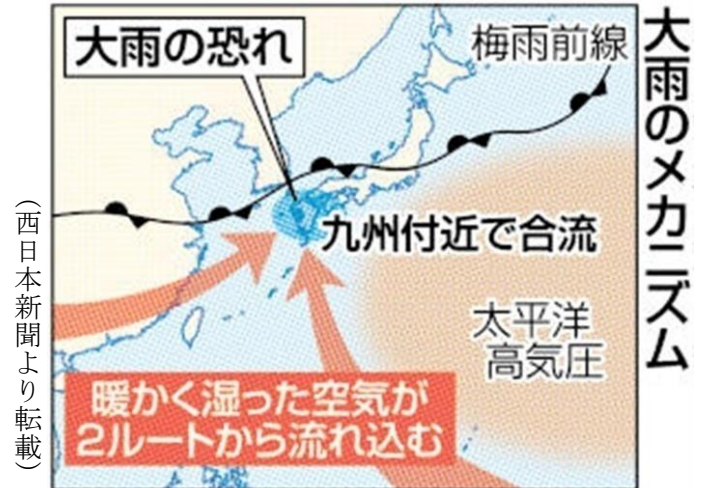 大雨のメカニズム
大雨の恐れ
梅雨前線
九州付近で合流
太平洋
高気圧
暖かく湿った空気が
2ルートから流れ込む
(西日本新聞より転載)